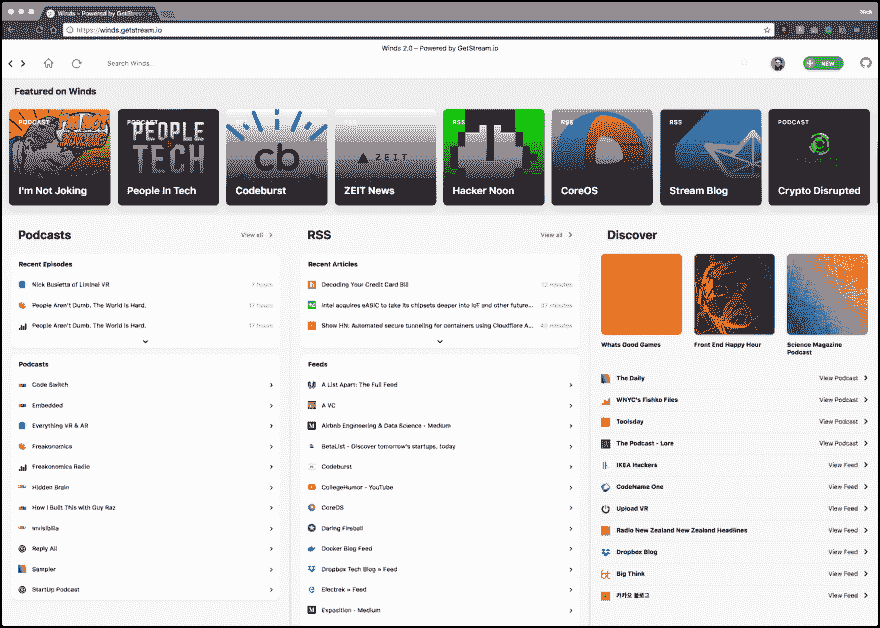 Winds - Powered by GetStream
Nick
https://winds.getstream.io
Winds 2.0 – Powered by GetStream.io
Search Winds...
NEW
Featured on Winds
PODCAST
I'm Not Joking
PODCAST
PEOPLE
TECH
People In Tech
cb
Codeburst
ZEIT
ZEIT News
RSS
Hacker Noon
RSS
CoreOS
RSS
Stream Blog
PODCAST
Crypto Disrupted
Podcasts
View all
Recent Episodes
Nick Busietta of Liminal VR
7 hours
People Aren't Dumb. The World Is Hard.
17 hours
People Aren't Dumb. The World Is Hard.
17 hours
Podcasts
Code Switch
Embedded
Everything VR & AR
Freakonomics
Freakonomics Radio
Hidden Brain
How I Built This with Guy Raz
Invisibilia
Reply All
Sampler
StartUp Podcast
RSS
View all
Recent Articles
Decoding Your Credit Card Bill
minutes
Intel acquires eASIC to take its chipsets deeper into IoT and other future...
minutes
Show HN: Automated secure tunneling for containers using Cloudflare A...
minutes
Feeds
A List Apart: The Full Feed
A VC
Airbnb Engineering & Data Science - Medium
BetaList - Discover tomorrow's startups, today
Codeburst
CollegeHumor - YouTube
CoreOS
Daring Fireball
Docker Blog Feed
Dropbox Tech Blog » Feed
Electrek » Feed
Expedition - Medium
Discover
Whats Good Games
Front End Happy Hour
Science Magazine
Podcast
The Daily
View Podcast
WNYC's Fishko Files
View Podcast
Toolsday
View Podcast
The Podcast - Lore
View Podcast
IKEA Hackers
View Feed
CodeName One
View Feed
Upload VR
View Feed
Radio New Zealand New Zealand Headlines
View Feed
Dropbox Blog
View Feed
Big Think
View Feed
카카오 블로그
View Feed